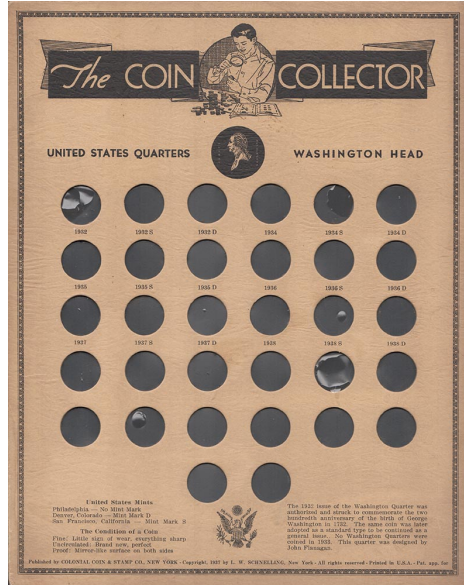 The COIN COLLECTOR
UNITED STATES QUARTERS WASHINGTON HEAD
1932 1932 S 1932 D 1934 1934 S 1934 D
1935 1935 S 1935 D 1936 1936 S 1936 D
1937 1937 S 1937 D 1938 1938 S 1938 D
United States Mints
Philadelphia — No Mint Mark
Denver, Colorado — Mint Mark D
San Francisco, California — Mint Mark S
The Condition of a Coin
Fine: Little sign of wear, everything sharp
Uncirculated: Brand new, perfect
Proof: Mirror-like surface on both sides
The 1932 issue of the Washington Quarter was
authorized and struck to commemorate the two
hundredth anniversary of the birth of George
Washington in 1732. The same coin was later
adopted as a standard type to be continued as a
general issue. No Washington Quarters were
coined in 1933. This quarter was designed by
John Flanagan.
Published by COLONIAL COIN & STAMP CO., NEW YORK - Copyright, 1937 by L. W. SCHNELLING, New York - All rights reserved - Printed in U.S.A. - Pat. app. for